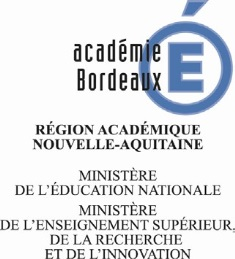 académie
Bordeaux
É
RÉGION ACADÉMIQUE
NOUVELLE-AQUITAINE
MINISTÈRE
DE L'ÉDUCATION NATIONALE
MINISTÈRE
DE L'ENSEIGNEMENT SUPÉRIEUR,
DE LA RECHERCHE
ET DE L'INNOVATION